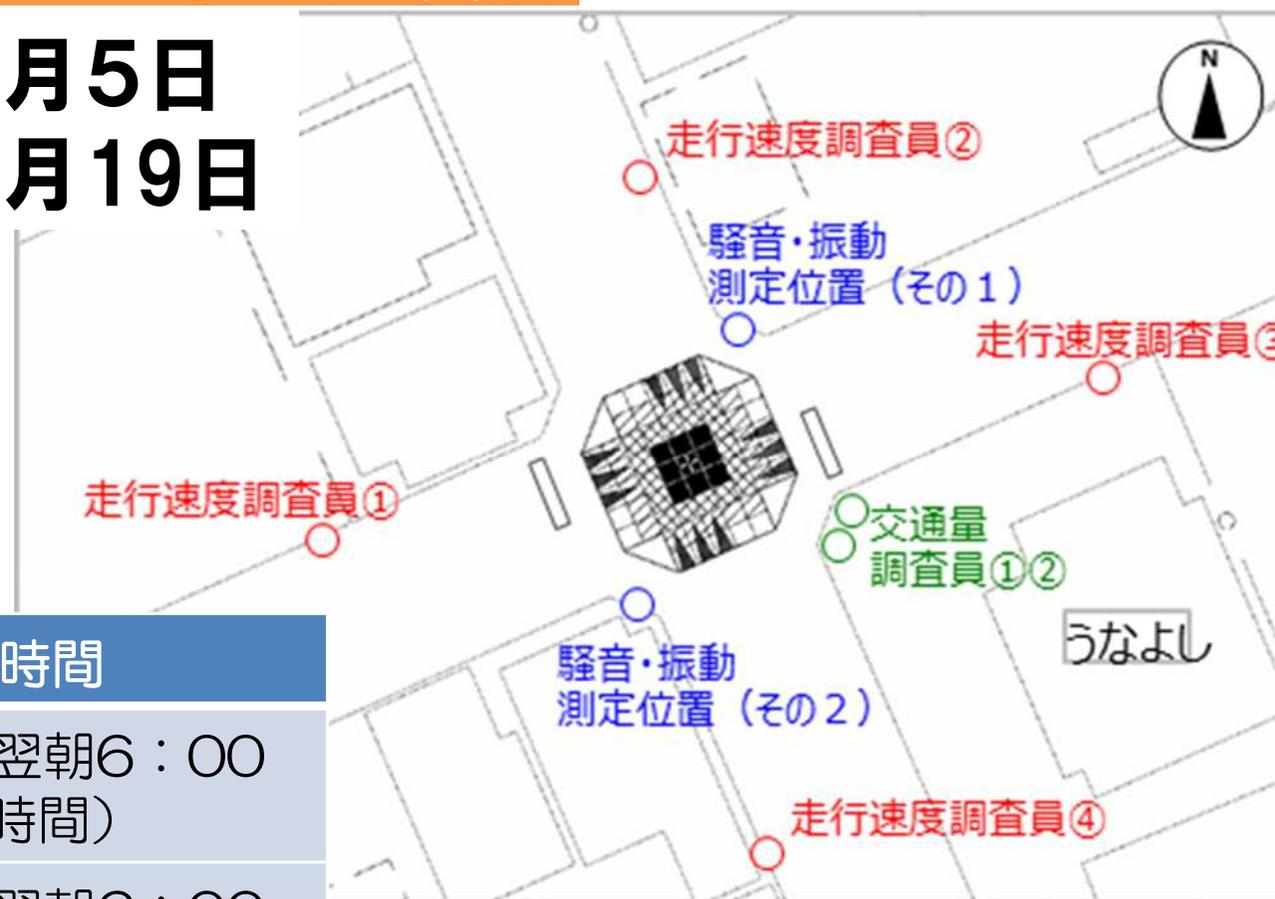 月5日
月19日
N
走行速度調査員②
騒音・振動
測定位置（その１）
走行速度調査員③
走行速度調査員①
交通量
調査員①②
うなよし
時間
騒音・振動
測定位置（その２）
翌朝6：00
時間）
走行速度調査員④